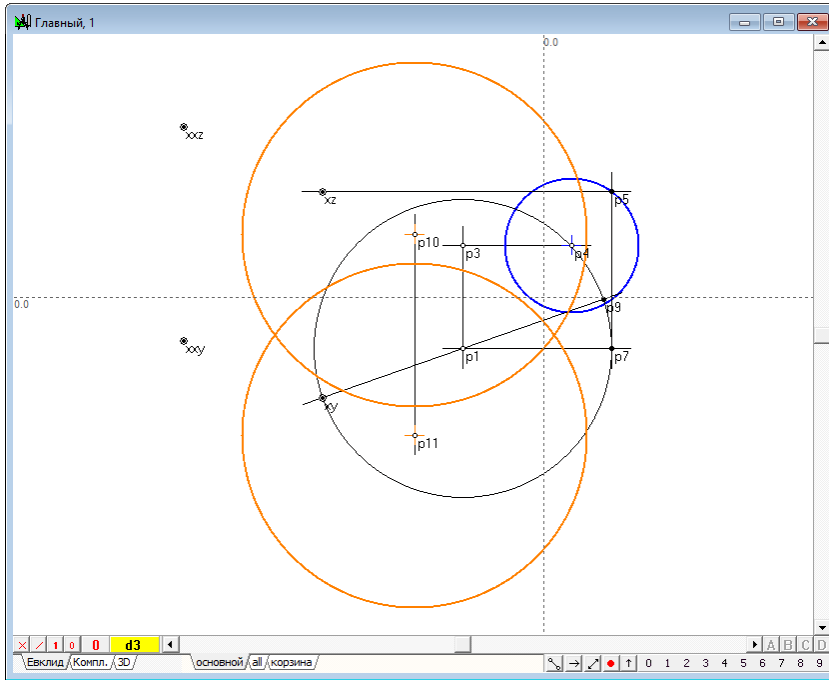 Главный, 1
0.0
xxz
xz
p5
p10
p3
p4
0.0
p9
xxy
p1
p7
xy
p11
1 0 0 d3 A B C D
Евклид Компл. 3D основной all корзина 0 1 2 3 4 5 6 7 8 9